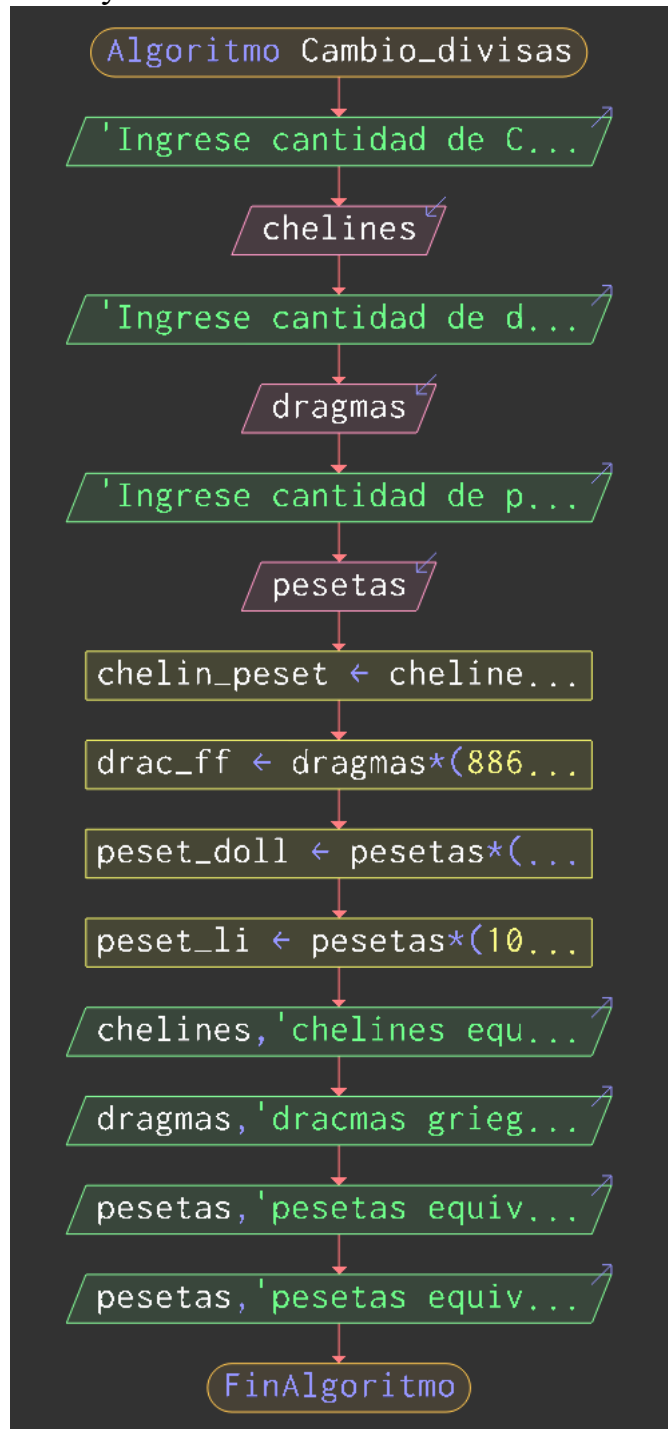 Algoritmo Cambio_divisas
'Ingrese cantidad de C...
chelines
'Ingrese cantidad de d...
dragmas
'Ingrese cantidad de p...
pesetas
chelin_peset ← cheline...
drac_ff ← dragmas*(886...
peset_doll ← pesetas*(...
peset_li ← pesetas*(10...
chelines,'chelines equ...
dragmas,'dracmas grieg...
pesetas,'pesetas equiv...
pesetas,'pesetas equiv...
FinAlgoritmo